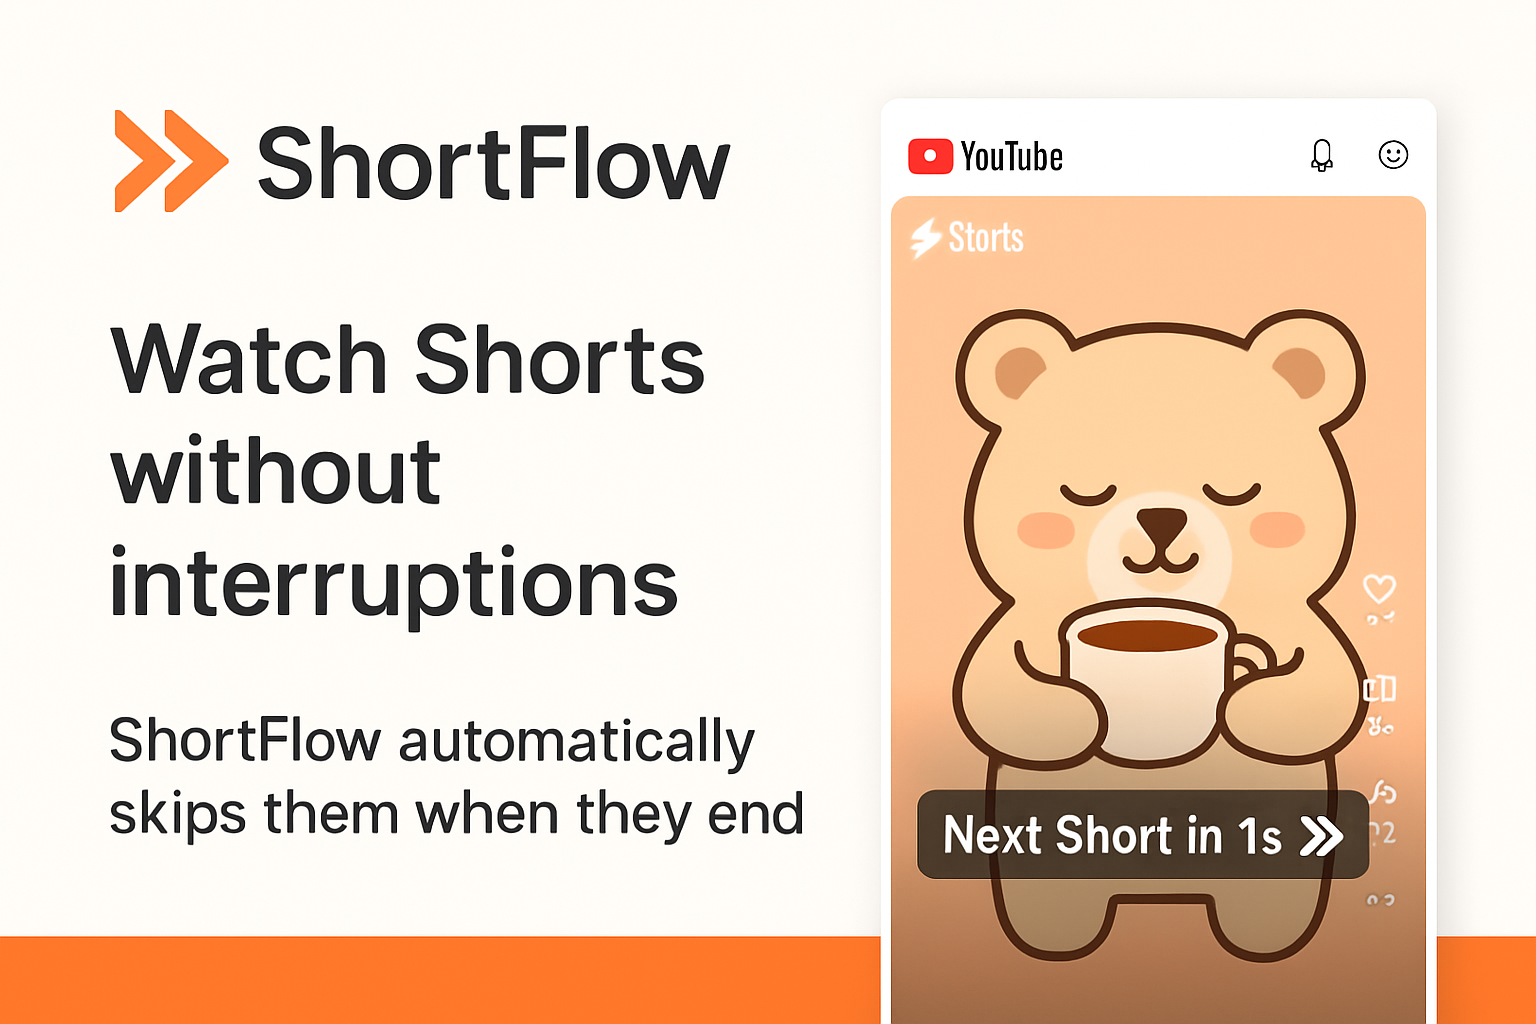 ShortFlow
Watch Shorts
without
interruptions
ShortFlow automatically
skips them when they end
YouTube
Storts
Next Short in 1s